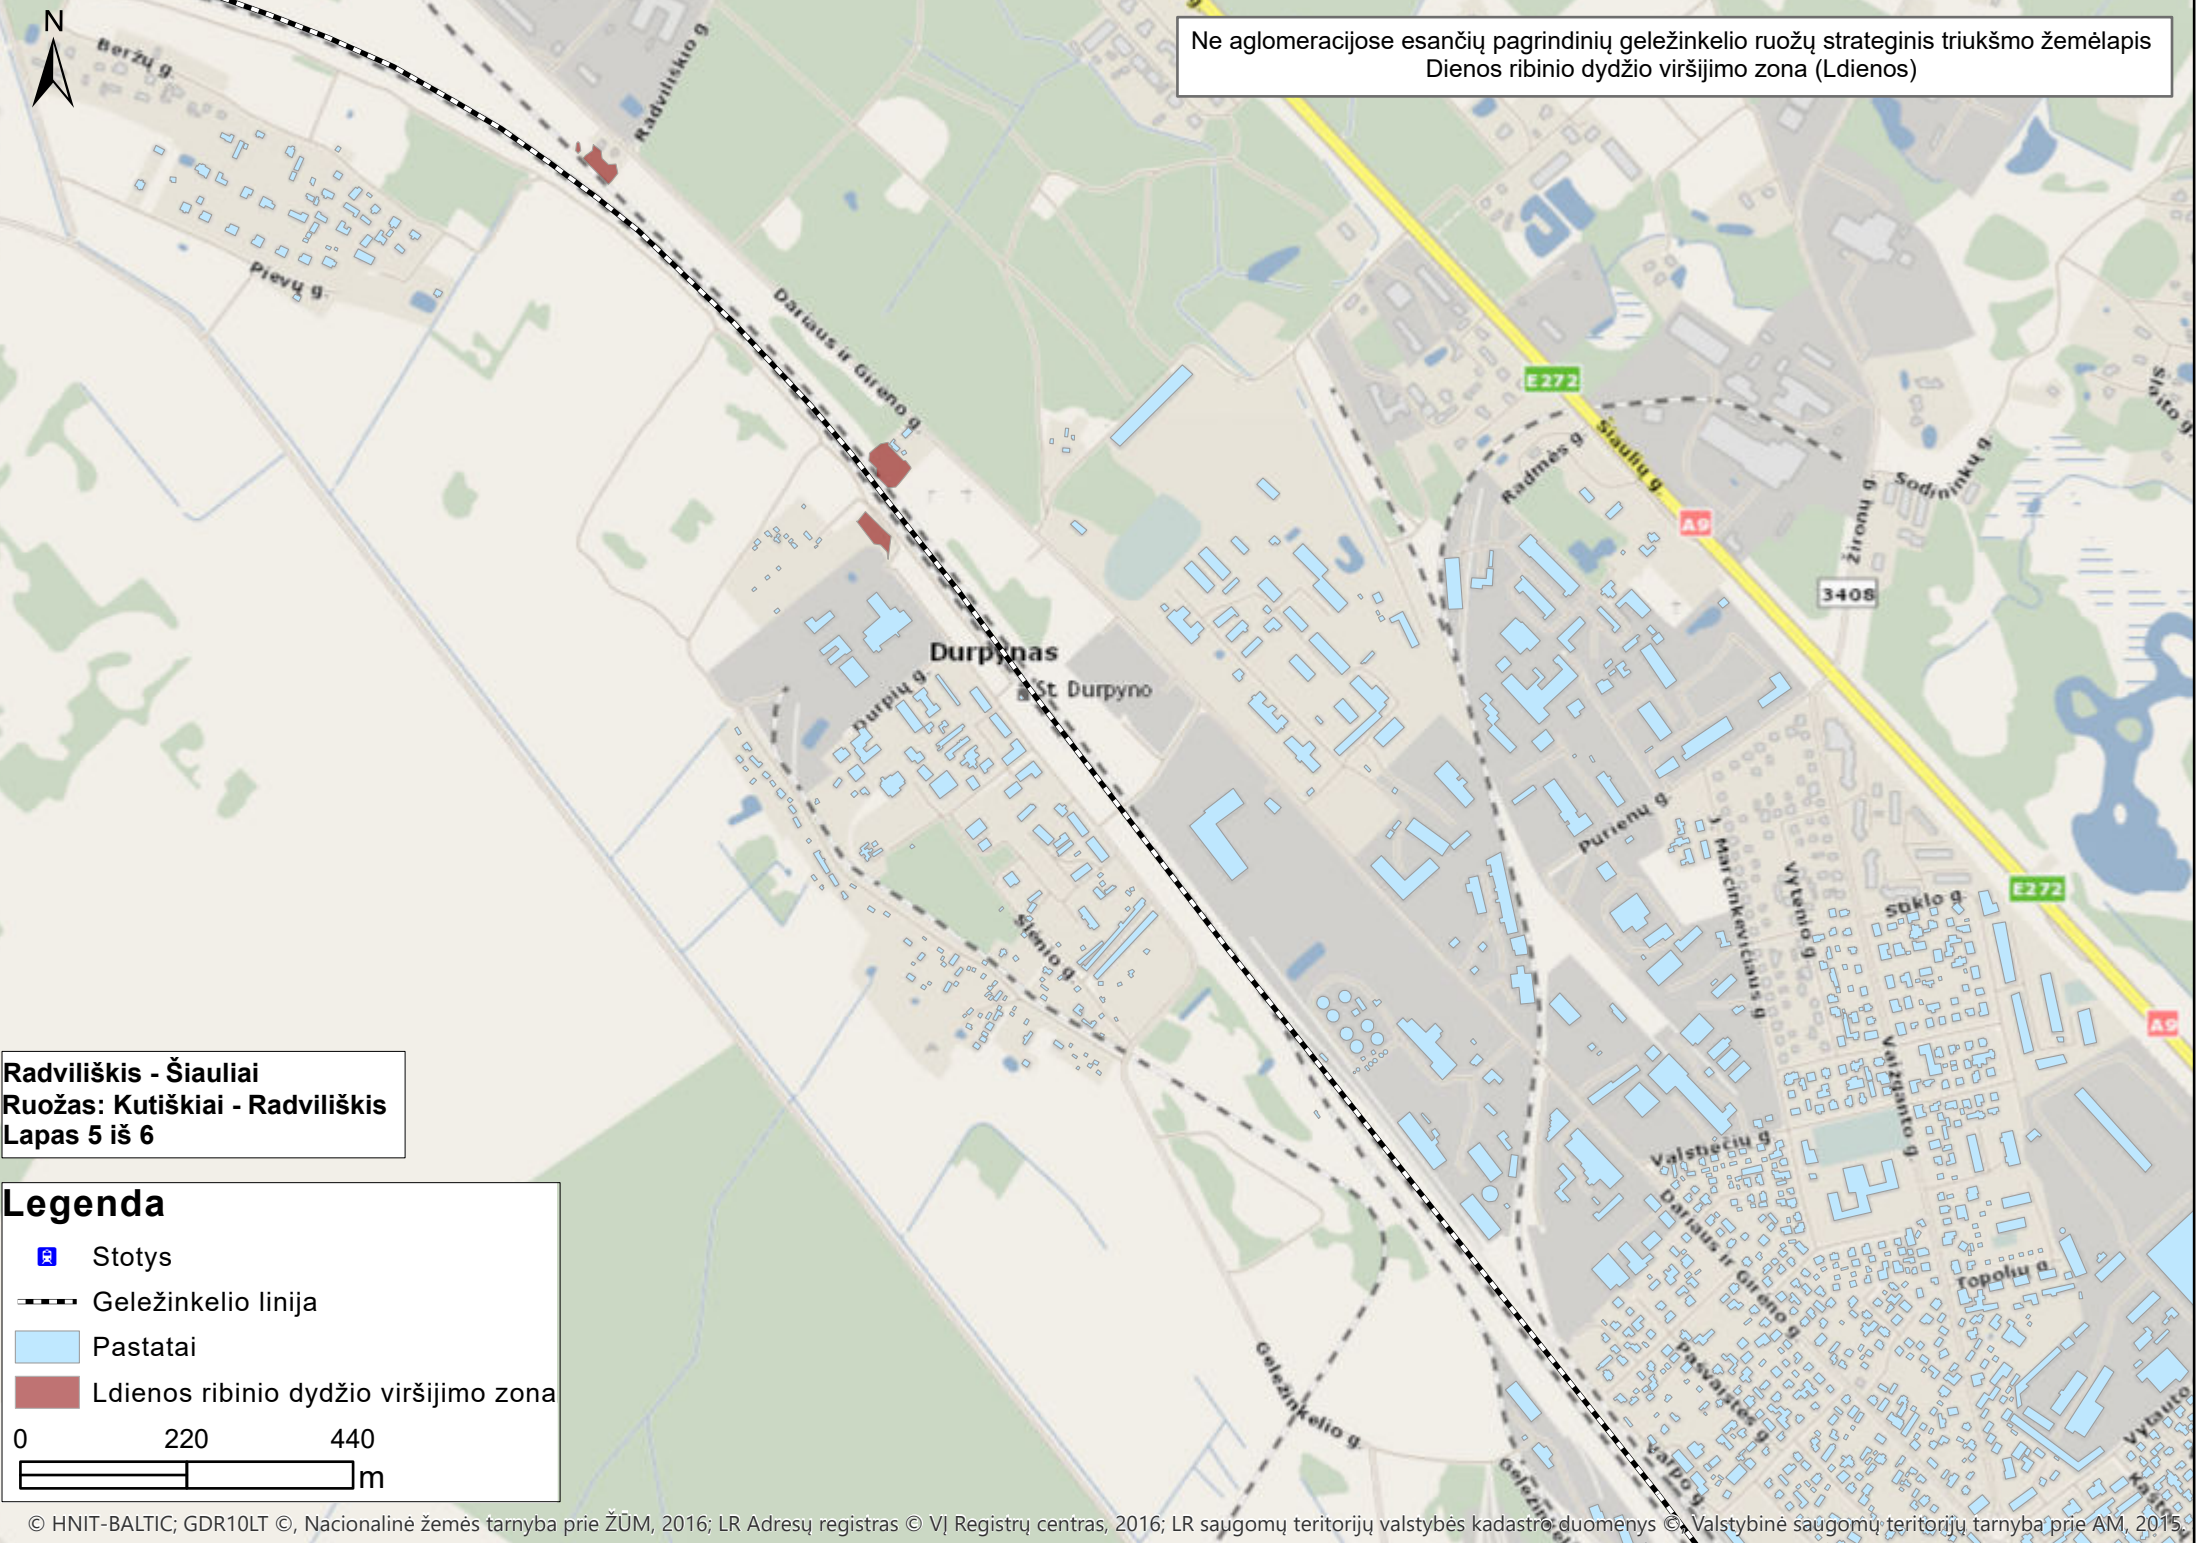 N
Ne aglomeracijose esančių pagrindinių geležinkelio ruožų strateginis triukšmo žemėlapis
Dienos ribinio dydžio viršijimo zona (Ldienos)
Beržų g.
Radviliškio g
Pievų g.
Dariaus ir Girėno g.
E272
Šiaulių g.
Radmės g
A9
Sodininkų g.
Žironų g.
3408
Durpynas
St. Durpyno
Durpių g.
Purienų g.
J. Marcinkevičiaus g
Vytenio g
Stiklo g
E272
Slėnio g.
A9
Vaižganto g.
Valstiečių g
Dariaus ir Girėno g
Topolių g
Pašvaistės g
Varpo g
Vytauto
Geležinkelio g.
Radviliškis - Šiauliai
Ruožas: Kutiškiai - Radviliškis
Lapas 5 iš 6
Legenda
Stotys
Geležinkelio linija
Pastatai
Ldienos ribinio dydžio viršijimo zona
0 220 440
m
© HNIT-BALTIC; GDR10LT ©, Nacionalinė žemės tarnyba prie ŽŪM, 2016; LR Adresų registras © VĮ Registrų centras, 2016; LR saugomų teritorijų valstybės kadastro duomenys ©, Valstybinė saugomų teritorijų tarnyba prie AM, 2015.